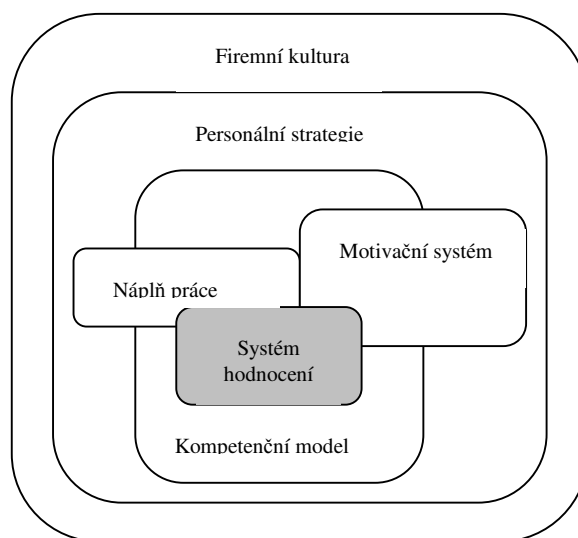 Firemní kultura
Personální strategie
Motivační systém
Náplň práce
Systém
hodnocení
Kompetenční model